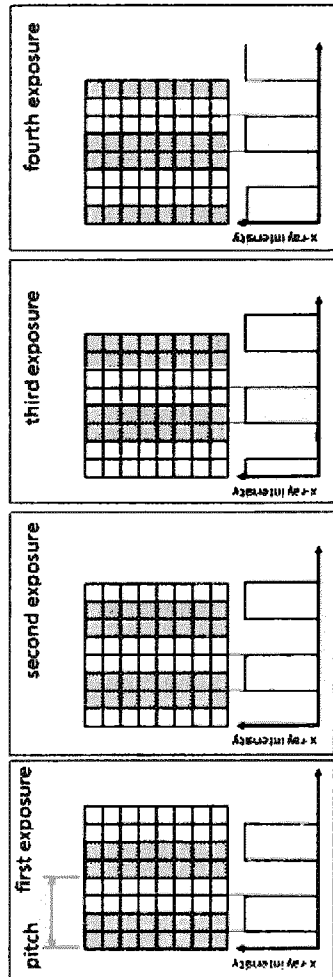 pitch
first exposure
x-ray intensity
second exposure
x-ray intensity
third exposure
x-ray intensity
fourth exposure
x-ray intensity